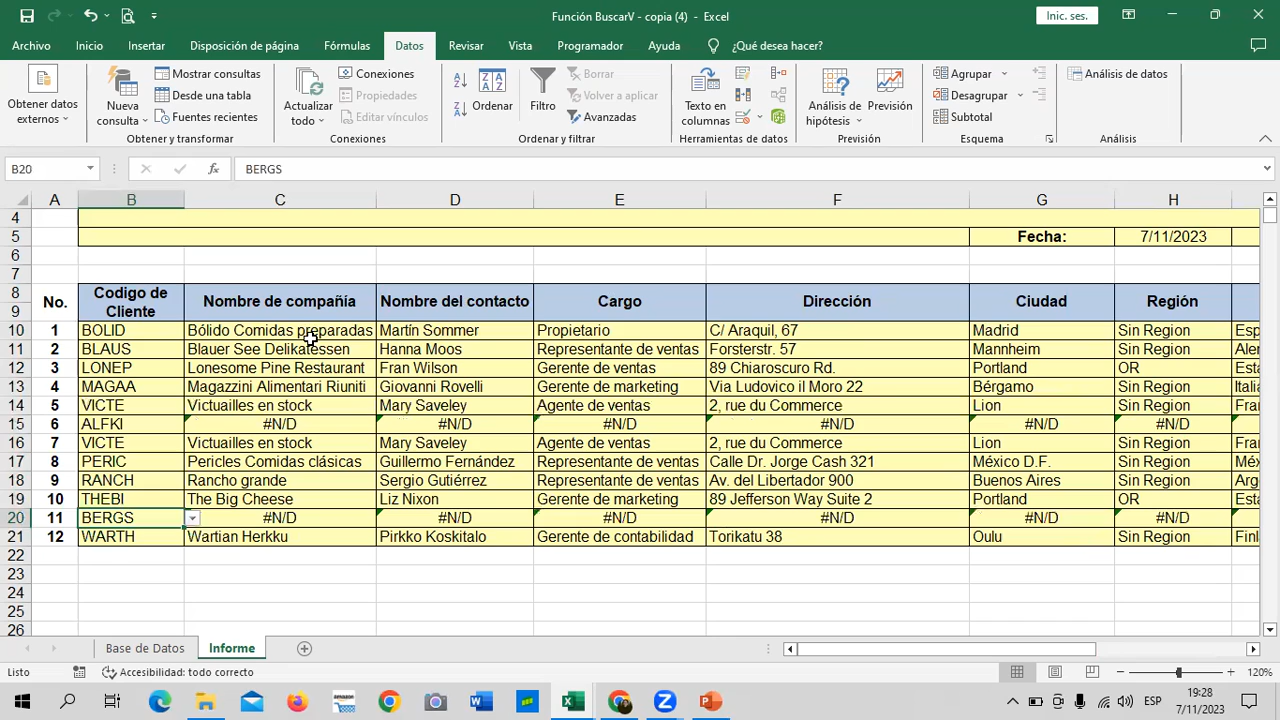 Función BuscarV - copia (4) - Excel
Inic. ses.
Archivo Inicio Insertar Disposición de página Fórmulas Datos Revisar Vista Programador Ayuda ¿Qué desea hacer?
Obtener datos externos
Nueva consulta
Mostrar consultas
Desde una tabla
Fuentes recientes
Obtener y transformar
Actualizar todo
Conexiones
Propiedades
Editar vínculos
Conexiones
Ordenar
Filtro
Borrar
Volver a aplicar
Avanzadas
Ordenar y filtrar
Texto en columnas
Herramientas de datos
Análisis de hipótesis
Previsión
Previsión
Agrupar
Desagrupar
Subtotal
Esquema
Análisis de datos
Análisis
B20 fx BERGS
A B C D E F G H
4
5 Fecha: 7/11/2023
6
7
8 No. Codigo de Cliente Nombre de compañía Nombre del contacto Cargo Dirección Ciudad Región
9
10 1 BOLID Bólido Comidas preparadas Martín Sommer Propietario C/ Araquil, 67 Madrid Sin Region Esp
11 2 BLAUS Blauer See Delikatessen Hanna Moos Representante de ventas Forsterstr. 57 Mannheim Sin Region Aler
12 3 LONEP Lonesome Pine Restaurant Fran Wilson Gerente de ventas 89 Chiaroscuro Rd. Portland OR Esta
13 4 MAGAA Magazzini Alimentari Riuniti Giovanni Rovelli Gerente de marketing Via Ludovico il Moro 22 Bérgamo Sin Region Italia
14 5 VICTE Victuailles en stock Mary Saveley Agente de ventas 2, rue du Commerce Lion Sin Region Fran
15 6 ALFKI #N/D #N/D #N/D #N/D #N/D #N/D
16 7 VICTE Victuailles en stock Mary Saveley Agente de ventas 2, rue du Commerce Lion Sin Region Fran
17 8 PERIC Pericles Comidas clásicas Guillermo Fernández Representante de ventas Calle Dr. Jorge Cash 321 México D.F. Sin Region Méx
18 9 RANCH Rancho grande Sergio Gutiérrez Representante de ventas Av. del Libertador 900 Buenos Aires Sin Region Arg
19 10 THEBI The Big Cheese Liz Nixon Gerente de marketing 89 Jefferson Way Suite 2 Portland OR Esta
20 11 BERGS #N/D #N/D #N/D #N/D #N/D #N/D
21 12 WARTH Wartian Herkku Pirkko Koskitalo Gerente de contabilidad Torikatu 38 Oulu Sin Region Finl
22
23
24
25
26
Base de Datos Informe
Listo Accesibilidad: todo correcto 120%
ESP 19:28
7/11/2023